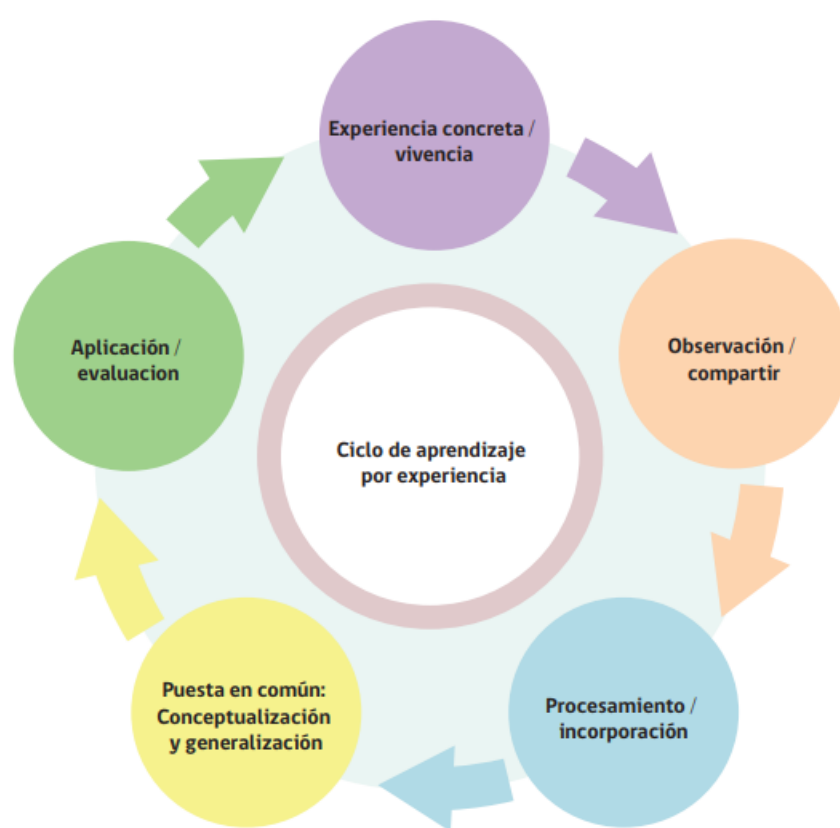 Experiencia concreta /
vivencia
Observación /
compartir
Procesamiento /
incorporación
Puesta en común:
Conceptualización
y generalización
Aplicación /
evaluacion
Ciclo de aprendizaje
por experiencia